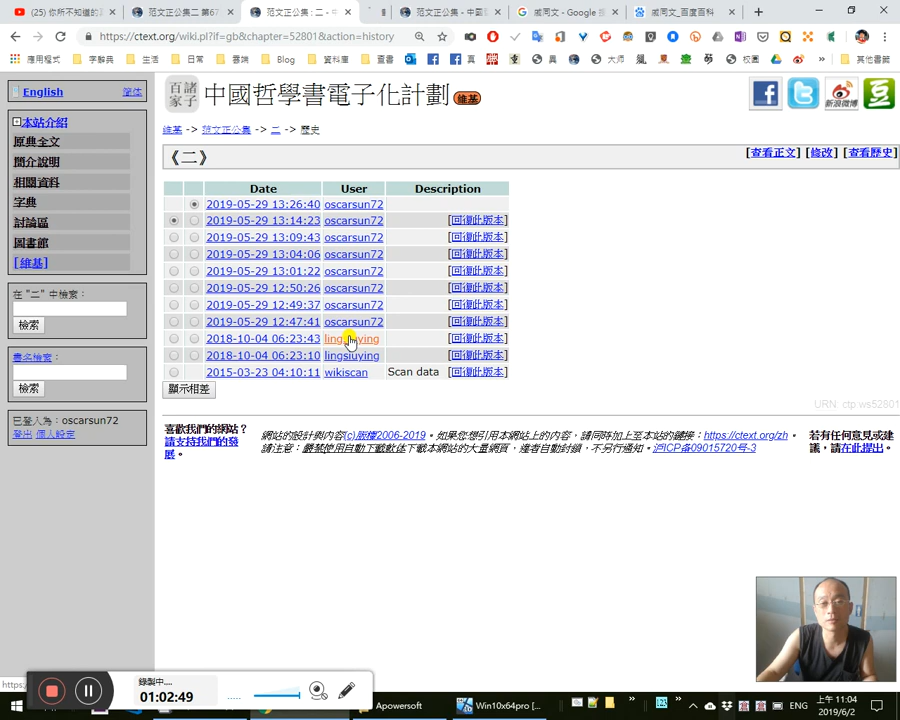 (25) 你所不知道的
范文正公集二 第67
范文正公集 : 二 - 中
范文正公集 - 中國
戚同文 - Google 搜
戚同文_百度百科
https://ctext.org/wiki.pl?if=gb&chapter=52801&action=history
應用程式 字辭典 生活 日常 雲端 Blog 資料庫 查書
大师
其他書籤
English 简体
諸子百家
中國哲學書電子化計劃 維基
本站介紹
原典全文
簡介說明
相關資料
字典
討論區
圖書館
[維基]
在 "二" 中檢索：
檢索
書名檢索：
檢索
已登入為：oscarsun72
登出 個人設定
維基 -> 范文正公集 -> 二 -> 歷史
《二》
[查看正文] [修改] [查看歷史]
Date User Description
2019-05-29 13:26:40 oscarsun72
2019-05-29 13:14:23 oscarsun72 [回復此版本]
2019-05-29 13:09:43 oscarsun72 [回復此版本]
2019-05-29 13:04:06 oscarsun72 [回復此版本]
2019-05-29 13:01:22 oscarsun72 [回復此版本]
2019-05-29 12:50:26 oscarsun72 [回復此版本]
2019-05-29 12:49:37 oscarsun72 [回復此版本]
2019-05-29 12:47:41 oscarsun72 [回復此版本]
2018-10-04 06:23:43 lingsiuying [回復此版本]
2018-10-04 06:23:10 lingsiuying [回復此版本]
2015-03-23 04:10:11 wikiscan Scan data [回復此版本]
顯示相差
URN: ctp:ws52801
喜歡我們的網站？
請支持我們的發展。
網站的設計與內容(c)版權2006-2019。如果您想引用本網站上的內容，請同時加上至本站的鏈接：https://ctext.org/zh。
請注意：嚴禁使用自動下載軟体下載本網站的大量網頁，違者自動封鎖，不另行通知。沪ICP备09015720号-3
若有任何意見或建議，請在此提出。
https:
錄製中....
01:02:49
Apowersoft
Win10x64pro [...
ENG
上午 11:04
2019/6/2